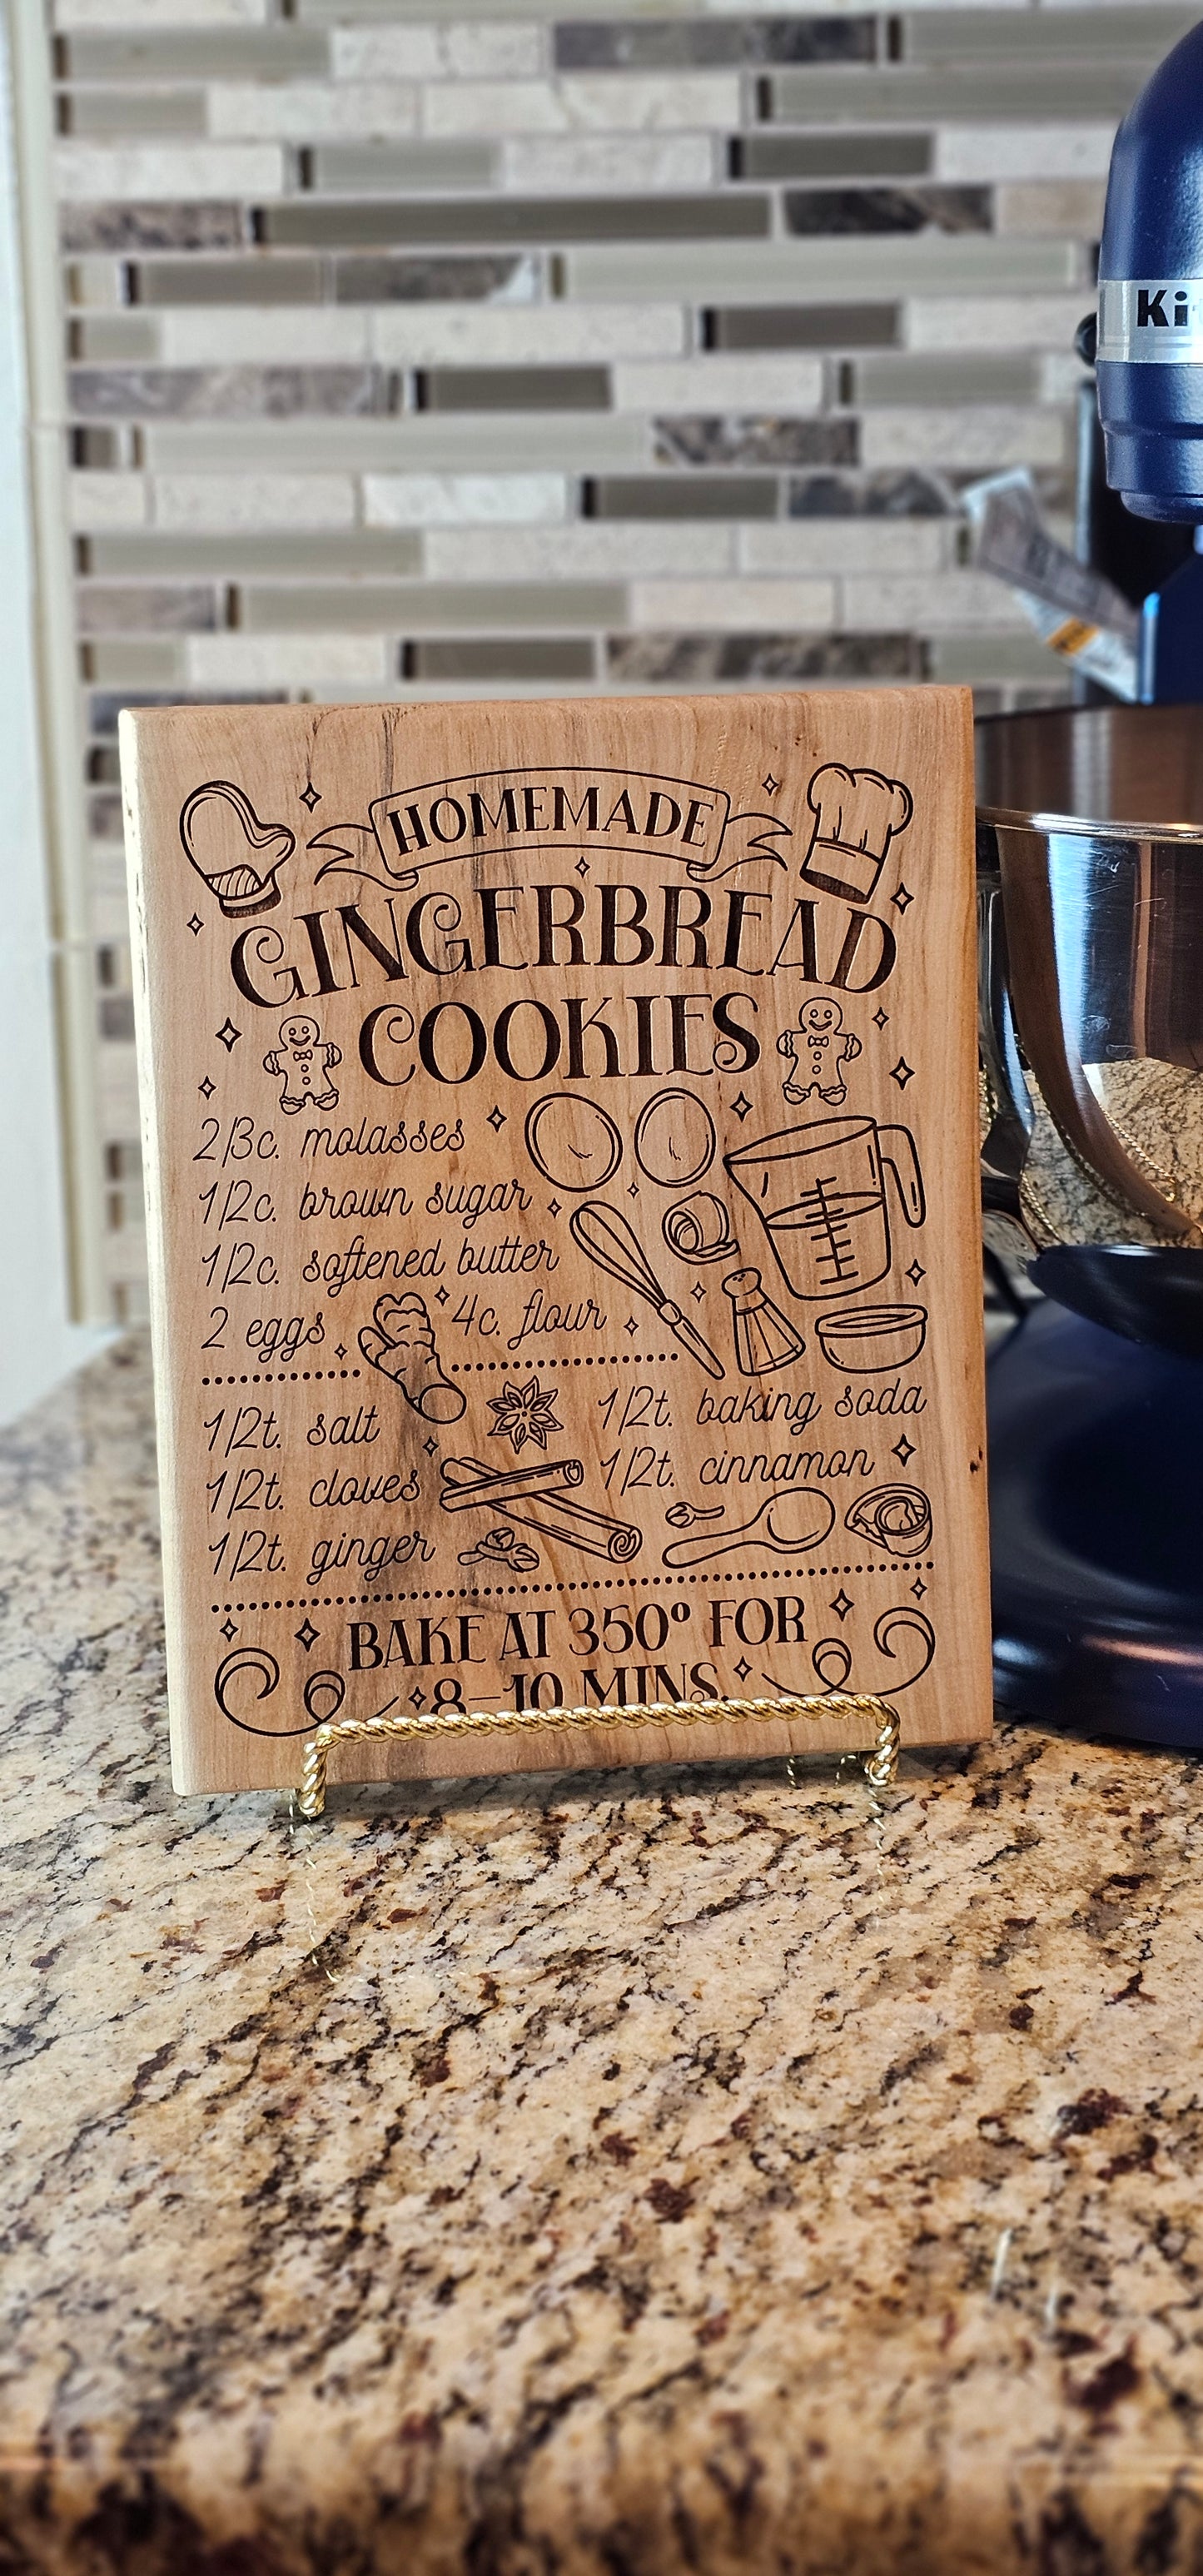 Ki
HOMEMADE
GINGERBREAD
COOKIES
2/3c. molasses
1/2c. brown sugar
1/2c. softened butter
2 eggs
4c. flour
1/2t. salt
1/2t. cloves
1/2t. ginger
1/2t. baking soda
1/2t. cinnamon
BAKE AT 350° FOR
8-10 MINS.